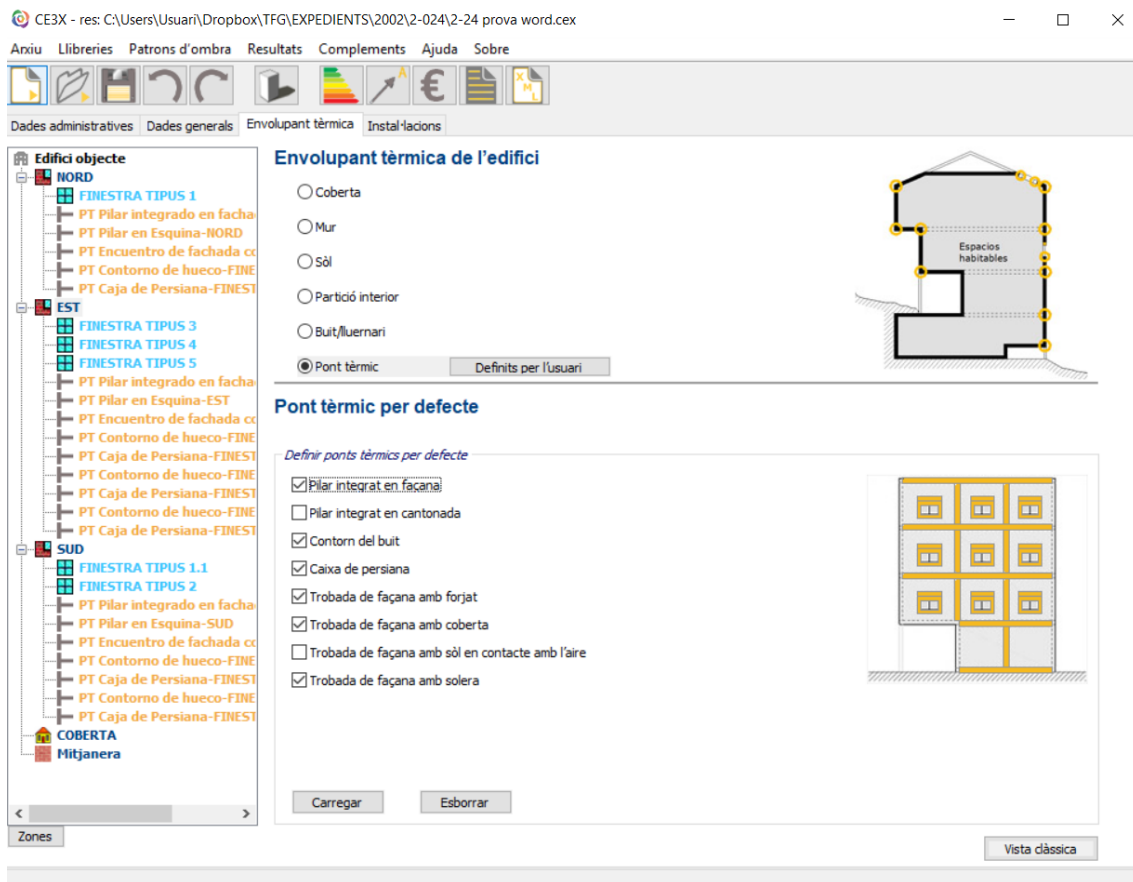 CE3X - res: C:\Users\Usuari\Dropbox\TFG\EXPEDIENTS\2002\2-024\2-24 prova word.cex
Arxiu Llibreries Patrons d'ombra Resultats Complements Ajuda Sobre
A
€
X M L
Dades administratives Dades generals Envolupant tèrmica Instal·lacions
Edifici objecte
NORD
FINESTRA TIPUS 1
PT Pilar integrado en facha
PT Pilar en Esquina-NORD
PT Encuentro de fachada co
PT Contorno de hueco-FINE
PT Caja de Persiana-FINEST
EST
FINESTRA TIPUS 3
FINESTRA TIPUS 4
FINESTRA TIPUS 5
PT Pilar integrado en facha
PT Pilar en Esquina-EST
PT Encuentro de fachada co
PT Contorno de hueco-FINE
PT Caja de Persiana-FINEST
PT Contorno de hueco-FINE
PT Caja de Persiana-FINEST
PT Contorno de hueco-FINE
PT Caja de Persiana-FINEST
SUD
FINESTRA TIPUS 1.1
FINESTRA TIPUS 2
PT Pilar integrado en facha
PT Pilar en Esquina-SUD
PT Encuentro de fachada co
PT Contorno de hueco-FINE
PT Caja de Persiana-FINEST
PT Contorno de hueco-FINE
PT Caja de Persiana-FINEST
COBERTA
Mitjanera
Zones
Envolupant tèrmica de l'edifici
Coberta
Mur
Sòl
Partició interior
Buit/lluernari
Pont tèrmic Definits per l'usuari
Espacios
habitables
Pont tèrmic per defecte
Definir ponts tèrmics per defecte
Pilar integrat en façana
Pilar integrat en cantonada
Contorn del buit
Caixa de persiana
Trobada de façana amb forjat
Trobada de façana amb coberta
Trobada de façana amb sòl en contacte amb l'aire
Trobada de façana amb solera
Carregar Esborrar
Vista clàssica